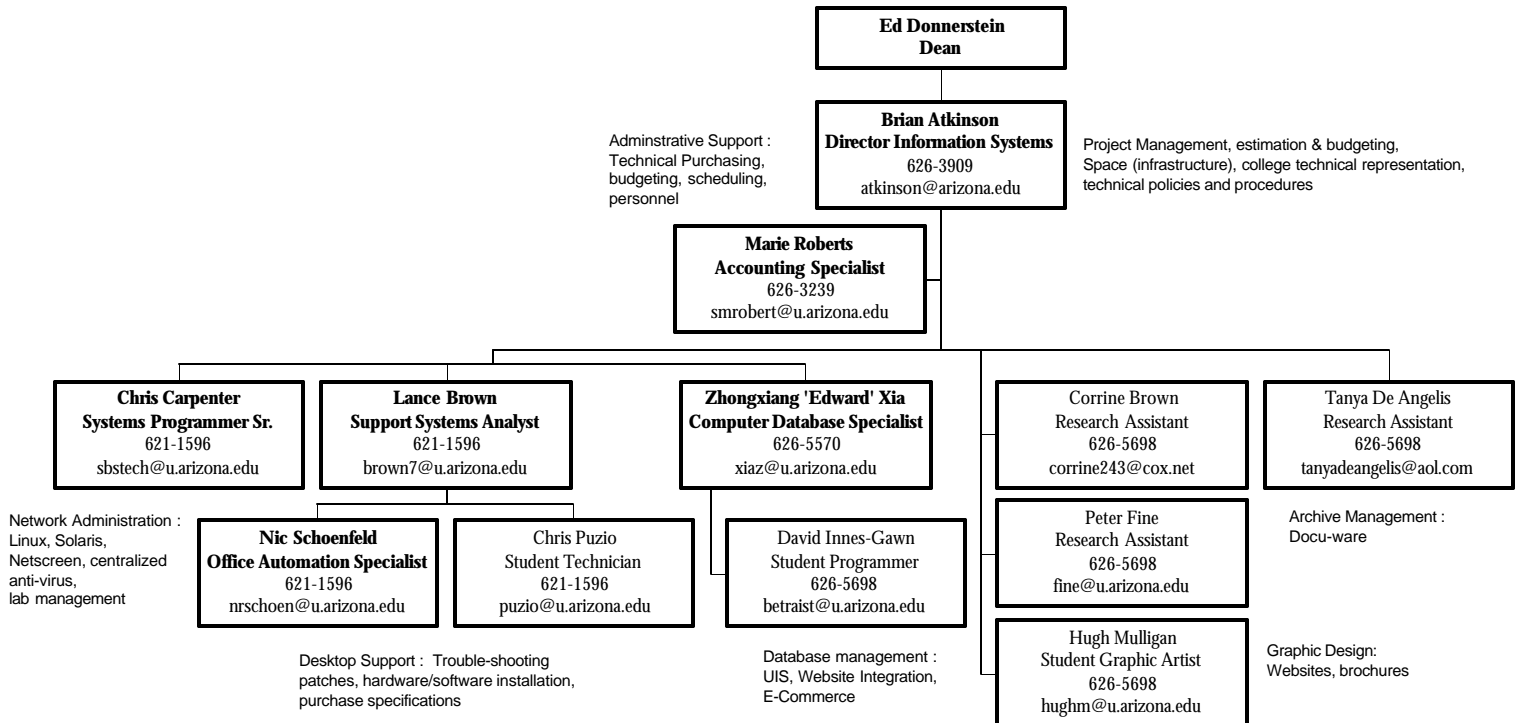 Ed Donnerstein
Dean
Brian Atkinson
Director Information Systems
626-3909
atkinson@arizona.edu
Adminstrative Support :
Technical Purchasing,
budgeting, scheduling,
personnel
Project Management, estimation & budgeting,
Space (infrastructure), college technical representation,
technical policies and procedures
Marie Roberts
Accounting Specialist
626-3239
smrobert@u.arizona.edu
Chris Carpenter
Systems Programmer Sr.
621-1596
sbstech@u.arizona.edu
Lance Brown
Support Systems Analyst
621-1596
brown7@u.arizona.edu
Zhongxiang 'Edward' Xia
Computer Database Specialist
626-5570
xiaz@u.arizona.edu
Corrine Brown
Research Assistant
626-5698
corrine243@cox.net
Tanya De Angelis
Research Assistant
626-5698
tanyadeangelis@aol.com
Network Administration :
Linux, Solaris,
Netscreen, centralized
anti-virus,
lab management
Nic Schoenfeld
Office Automation Specialist
621-1596
nrschoen@u.arizona.edu
Chris Puzio
Student Technician
621-1596
puzio@u.arizona.edu
David Innes-Gawn
Student Programmer
626-5698
betraist@u.arizona.edu
Peter Fine
Research Assistant
626-5698
fine@u.arizona.edu
Archive Management :
Docu-ware
Desktop Support : Trouble-shooting
patches, hardware/software installation,
purchase specifications
Database management :
UIS, Website Integration,
E-Commerce
Hugh Mulligan
Student Graphic Artist
626-5698
hughm@u.arizona.edu
Graphic Design:
Websites, brochures